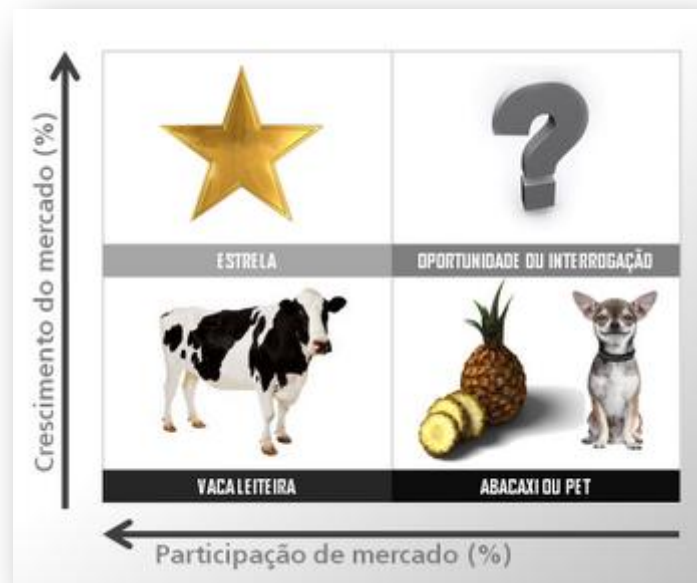 Crescimento do mercado (%)
ESTRELA
OPORTUNIDADE OU INTERROGAÇÃO
VACA LEITEIRA
ABACAXI OU PET
Participação de mercado (%)